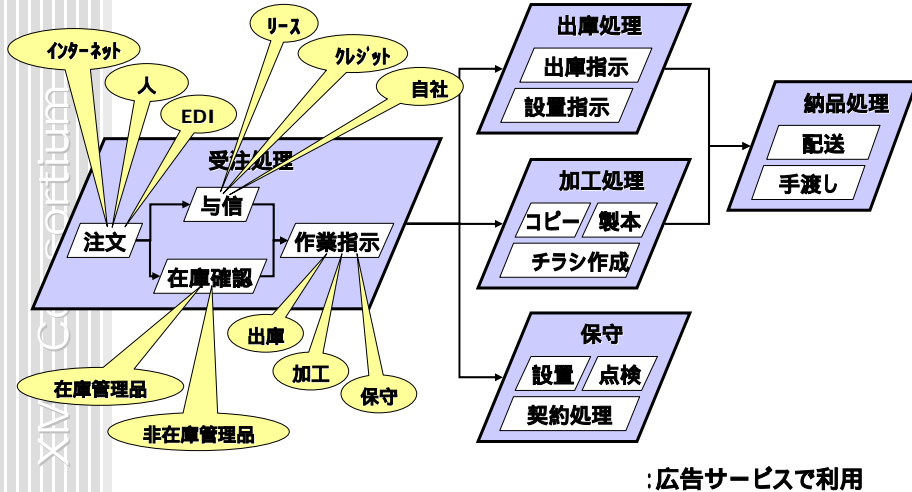 リース
インターネット
クレジット
人
自社
EDI
受注処理
与信
注文
作業指示
在庫確認
出庫
加工
保守
在庫管理品
非在庫管理品
出庫処理
出庫指示
設置指示
加工処理
コピー
製本
チラシ作成
保守
設置
点検
契約処理
納品処理
配送
手渡し
:広告サービスで利用
XML Consortium